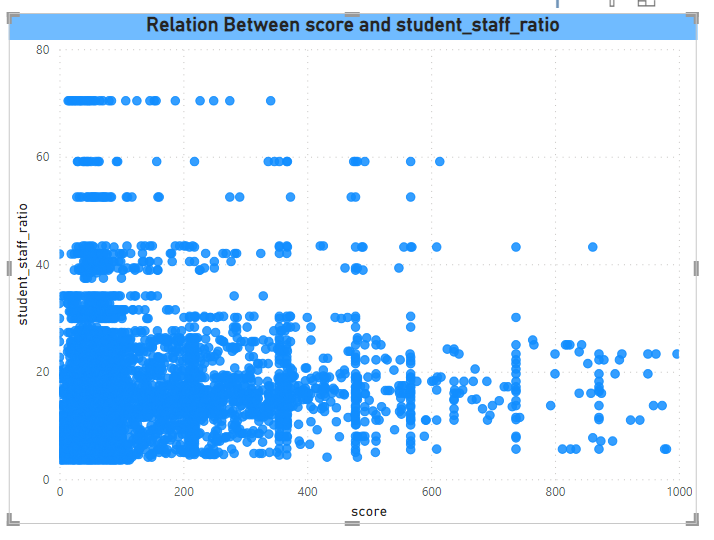 Relation Between score and student_staff_ratio
80
60
40
20
0
student_staff_ratio
0 200 400 600 800 1000
score